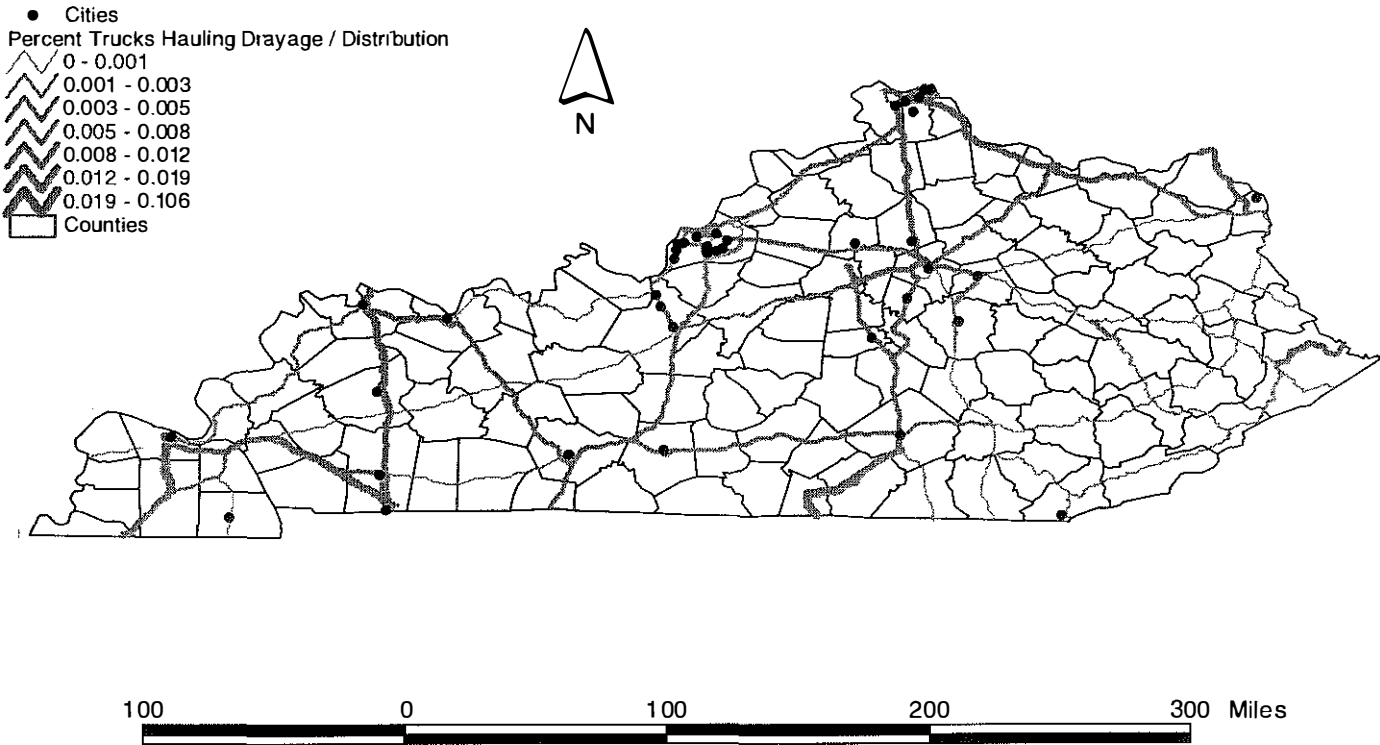 Cities
Percent Trucks Hauling Drayage / Distribution
0 - 0.001
0.001 - 0.003
0.003 - 0.005
0.005 - 0.008
0.008 - 0.012
0.012 - 0.019
0.019 - 0.106
Counties
N
100 0 100 200 300 Miles